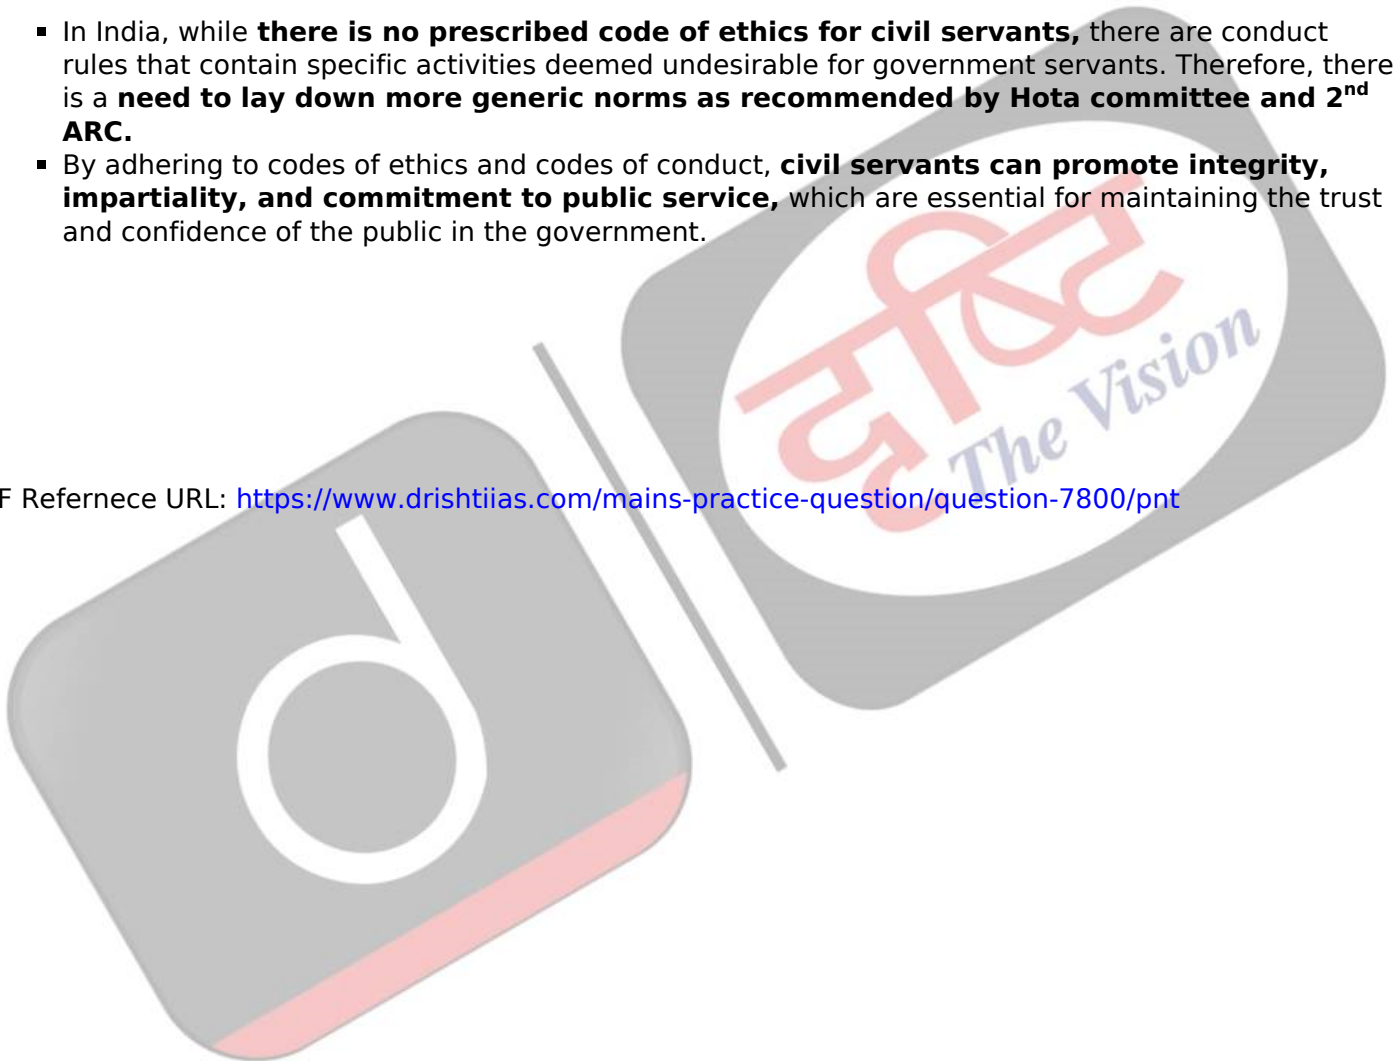 ▪ In India, while there is no prescribed code of ethics for civil servants, there are conduct
rules that contain specific activities deemed undesirable for government servants. Therefore, there
is a need to lay down more generic norms as recommended by Hota committee and 2nd
ARC.
▪ By adhering to codes of ethics and codes of conduct, civil servants can promote integrity,
impartiality, and commitment to public service, which are essential for maintaining the trust
and confidence of the public in the government.
दृष्टि
The Vision
F Refernece URL: https://www.drishtiias.com/mains-practice-question/question-7800/pnt
d